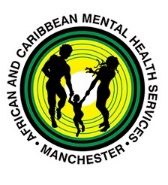 AFRICAN AND CARIBBEAN MENTAL HEALTH SERVICES
• MANCHESTER •